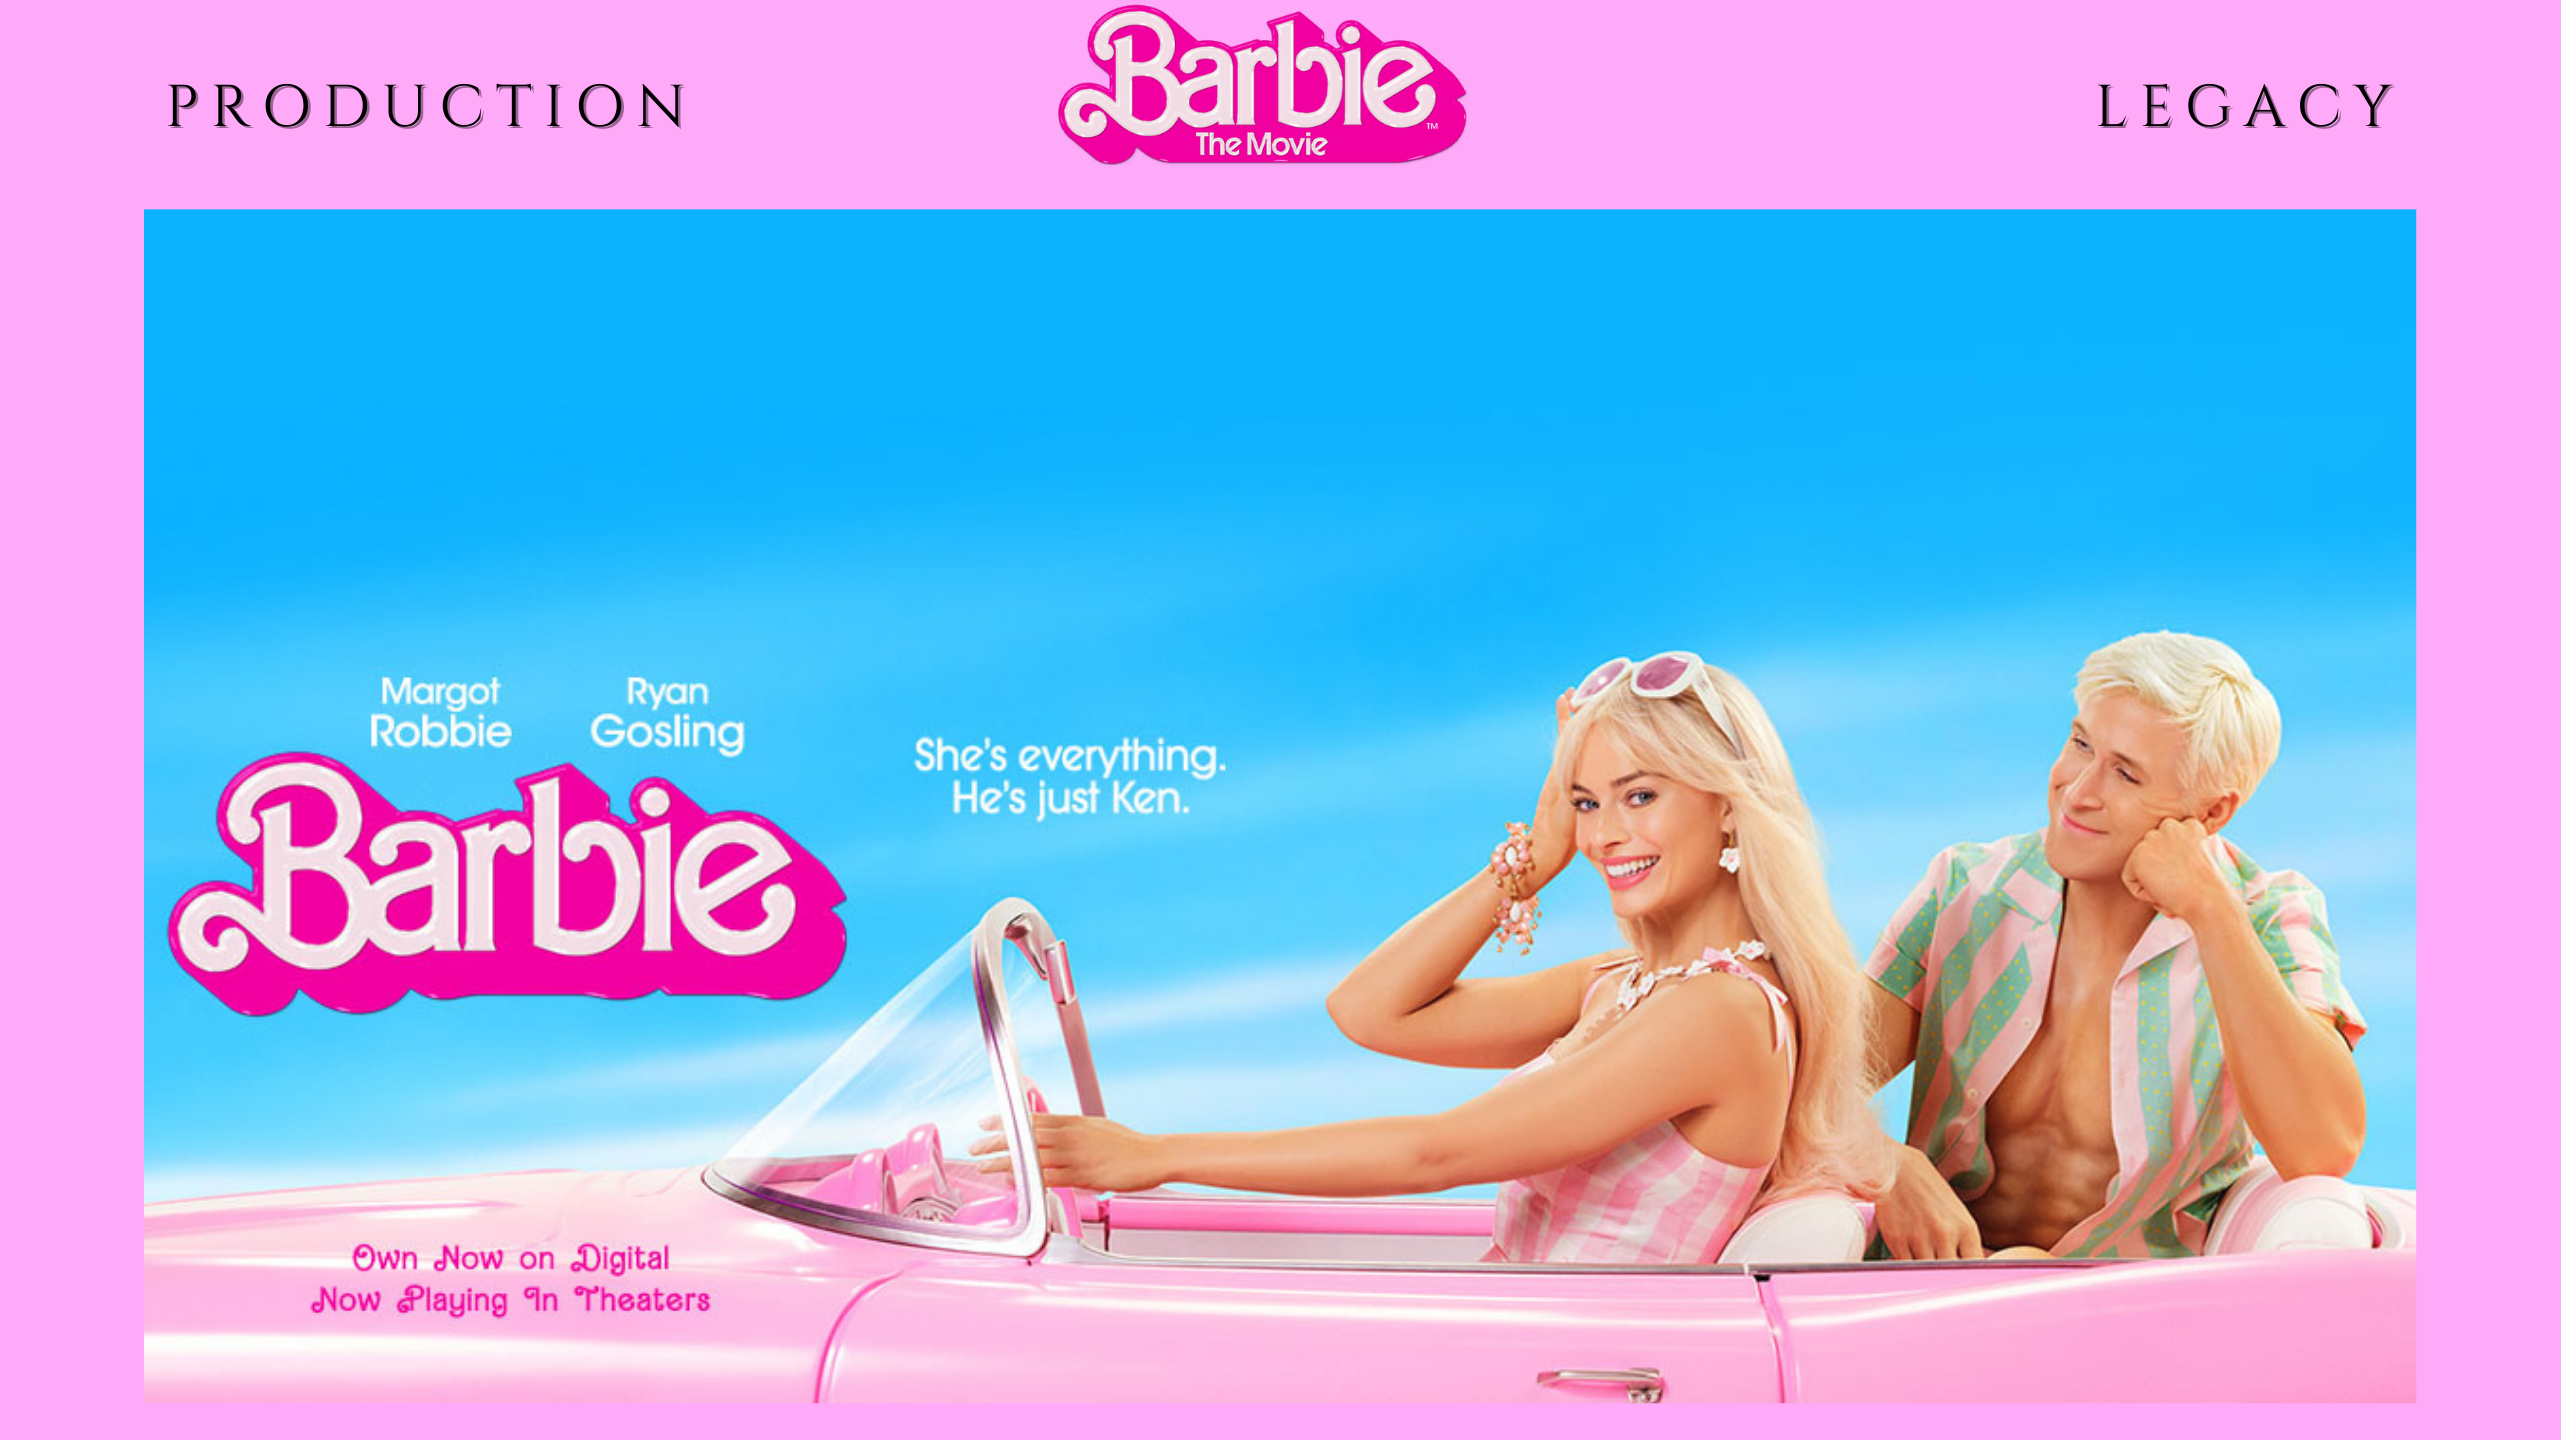 PRODUCTION
Barbie
™
The Movie
LEGACY
Margot Robbie
Ryan Gosling
Barbie
She's everything.
He's just Ken.
Own Now on Digital
Now Playing In Theaters